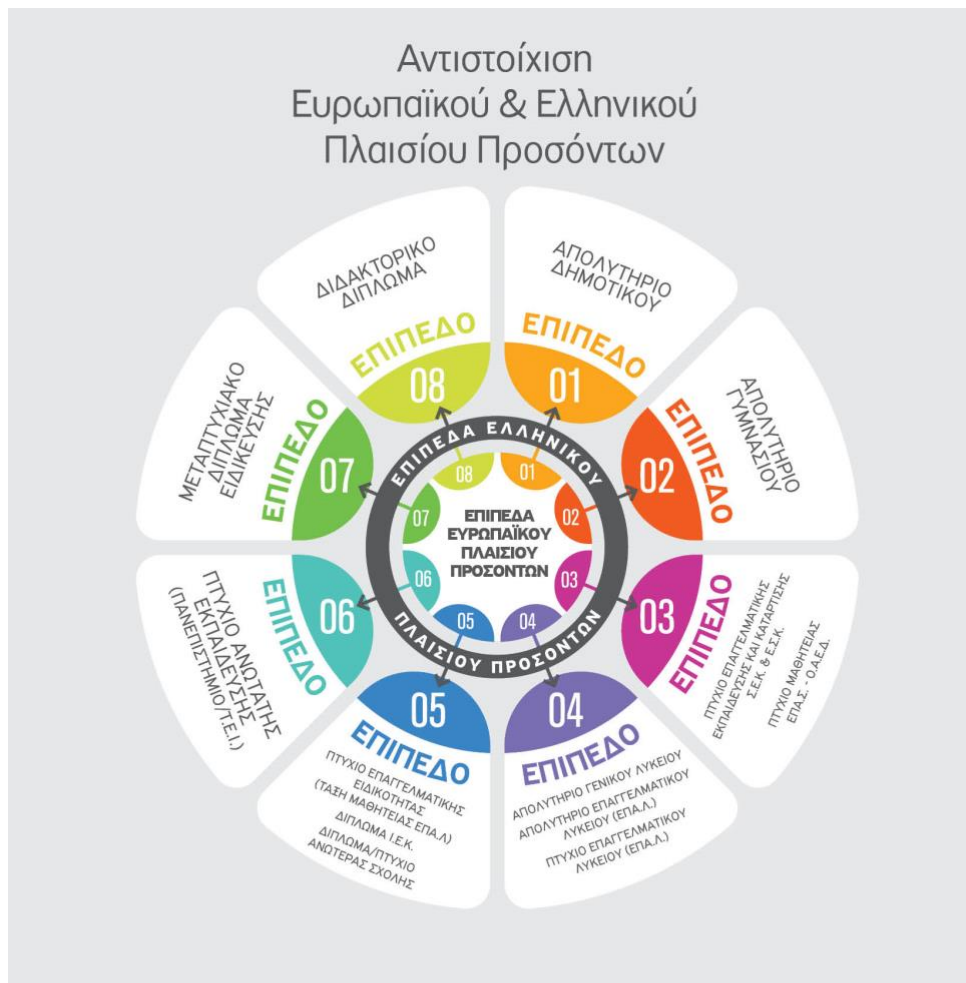 Αντιστοίχιση
Ευρωπαϊκού & Ελληνικού
Πλαισίου Προσόντων
ΑΠΟΛΥΤΗΡΙΟ
ΔΗΜΟΤΙΚΟΥ
ΕΠΙΠΕΔΟ
01
ΑΠΟΛΥΤΗΡΙΟ
ΓΥΜΝΑΣΙΟΥ
ΕΠΙΠΕΔΟ
02
ΠΤΥΧΙΟ ΕΠΑΓΓΕΛΜΑΤΙΚΗΣ
ΕΚΠΑΙΔΕΥΣΗΣ ΚΑΙ ΚΑΤΑΡΤΙΣΗΣ
Σ.Ε.Κ. & Ε.Σ.Κ.
ΠΤΥΧΙΟ ΜΑΘΗΤΕΙΑΣ
ΕΠΑ.Σ. - Ο.Α.Ε.Δ.
ΕΠΙΠΕΔΟ
03
04
ΕΠΙΠΕΔΟ
ΑΠΟΛΥΤΗΡΙΟ ΓΕΝΙΚΟΥ ΛΥΚΕΙΟΥ
ΑΠΟΛΥΤΗΡΙΟ ΕΠΑΓΓΕΛΜΑΤΙΚΟΥ
ΛΥΚΕΙΟΥ (ΕΠΑ.Λ.)
ΠΤΥΧΙΟ ΕΠΑΓΓΕΛΜΑΤΙΚΟΥ
ΛΥΚΕΙΟΥ (ΕΠΑ.Λ.)
05
ΕΠΙΠΕΔΟ
ΠΤΥΧΙΟ ΕΠΑΓΓΕΛΜΑΤΙΚΗΣ
ΕΙΔΙΚΟΤΗΤΑΣ
(ΤΑΞΗ ΜΑΘΗΤΕΙΑΣ ΕΠΑ.Λ)
ΔΙΠΛΩΜΑ Ι.Ε.Κ.
ΔΙΠΛΩΜΑ/ΠΤΥΧΙΟ
ΑΝΩΤΕΡΑΣ ΣΧΟΛΗΣ
06
ΕΠΙΠΕΔΟ
ΠΤΥΧΙΟ ΑΝΩΤΑΤΗΣ
ΕΚΠΑΙΔΕΥΣΗΣ
(ΠΑΝΕΠΙΣΤΗΜΙΟ/Τ.Ε.Ι.)
ΜΕΤΑΠΤΥΧΙΑΚΟ
ΔΙΠΛΩΜΑ
ΕΙΔΙΚΕΥΣΗΣ
ΕΠΙΠΕΔΟ
07
ΔΙΔΑΚΤΟΡΙΚΟ
ΔΙΠΛΩΜΑ
ΕΠΙΠΕΔΟ
08
ΕΠΙΠΕΔΑ ΕΛΛΗΝΙΚΟΥ
ΠΛΑΙΣΙΟΥ ΠΡΟΣΟΝΤΩΝ
01
02
03
04
05
06
07
08
ΕΠΙΠΕΔΑ
ΕΥΡΩΠΑΪΚΟΥ
ΠΛΑΙΣΙΟΥ
ΠΡΟΣΟΝΤΩΝ